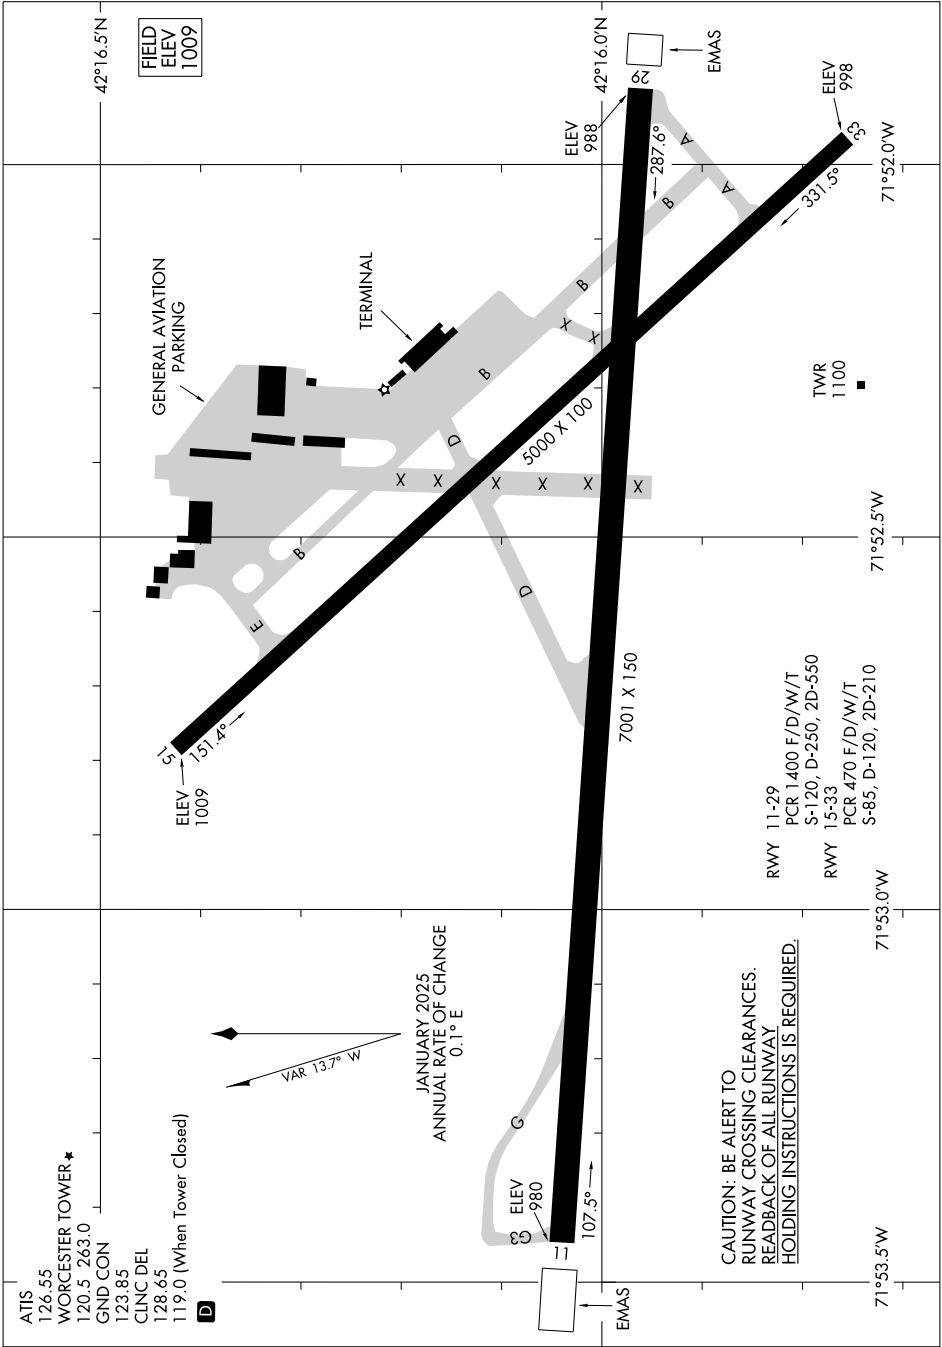 ATIS
126.55
WORCESTER TOWER★
120.5 263.0
GND CON
123.85
CLNC DEL
128.65
119.0 (When Tower Closed)
D
VAR 13.7° W
JANUARY 2025
ANNUAL RATE OF CHANGE
0.1° E
FIELD
ELEV
1009
42°16.5'N
42°16.0'N
GENERAL AVIATION
PARKING
TERMINAL
15
151.4°
ELEV
1009
E
B
B
B
B
D
D
X
X
X
X
X
X
X
X
5000 X 100
7001 X 150
A
A
EMAS
29
ELEV
988
287.6°
ELEV
998
33
331.5°
TWR
1100
G
G3
ELEV
980
11
107.5°
EMAS
RWY 11-29
PCR 1400 F/D/W/T
S-120, D-250, 2D-550
RWY 15-33
PCR 470 F/D/W/T
S-85, D-120, 2D-210
CAUTION: BE ALERT TO
RUNWAY CROSSING CLEARANCES.
READBACK OF ALL RUNWAY
HOLDING INSTRUCTIONS IS REQUIRED.
71°53.5'W
71°53.0'W
71°52.5'W
71°52.0'W